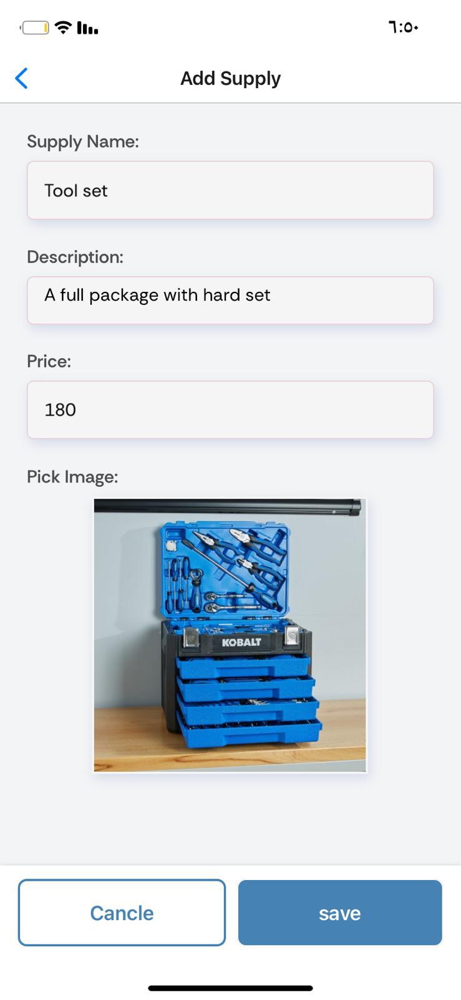 ٦:٥٠
Add Supply
Supply Name:
Tool set
Description:
A full package with hard set
Price:
180
Pick Image:
KOBALT
Cancle
save